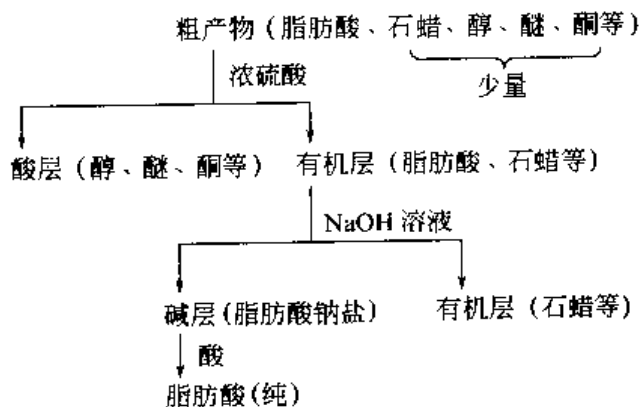 粗产物(脂肪酸、石蜡、醇、醚、酮等)
浓硫酸
少量
酸层(醇、醚、酮等)
有机层(脂肪酸、石蜡等)
NaOH 溶液
碱层(脂肪酸钠盐)
有机层(石蜡等)
酸
脂肪酸(纯)